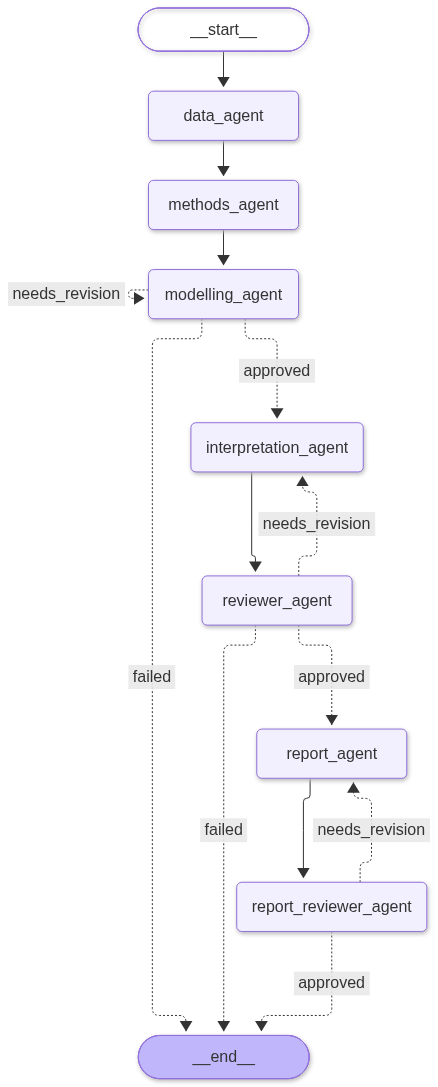 __start__
data_agent
methods_agent
needs_revision
modelling_agent
approved
interpretation_agent
needs_revision
reviewer_agent
failed
approved
report_agent
failed
needs_revision
report_reviewer_agent
approved
__end__